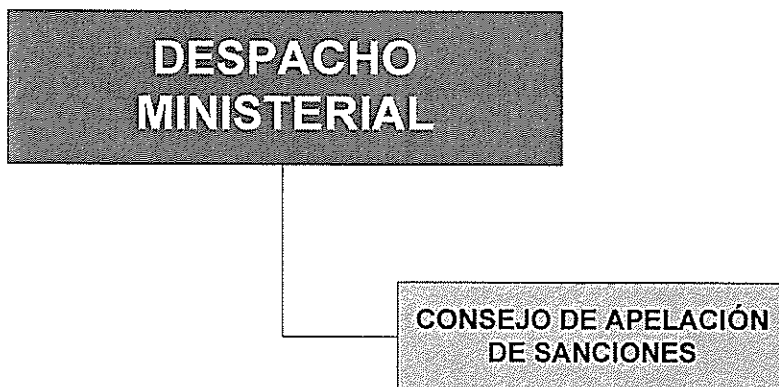 DESPACHO
MINISTERIAL
CONSEJO DE APELACIÓN
DE SANCIONES